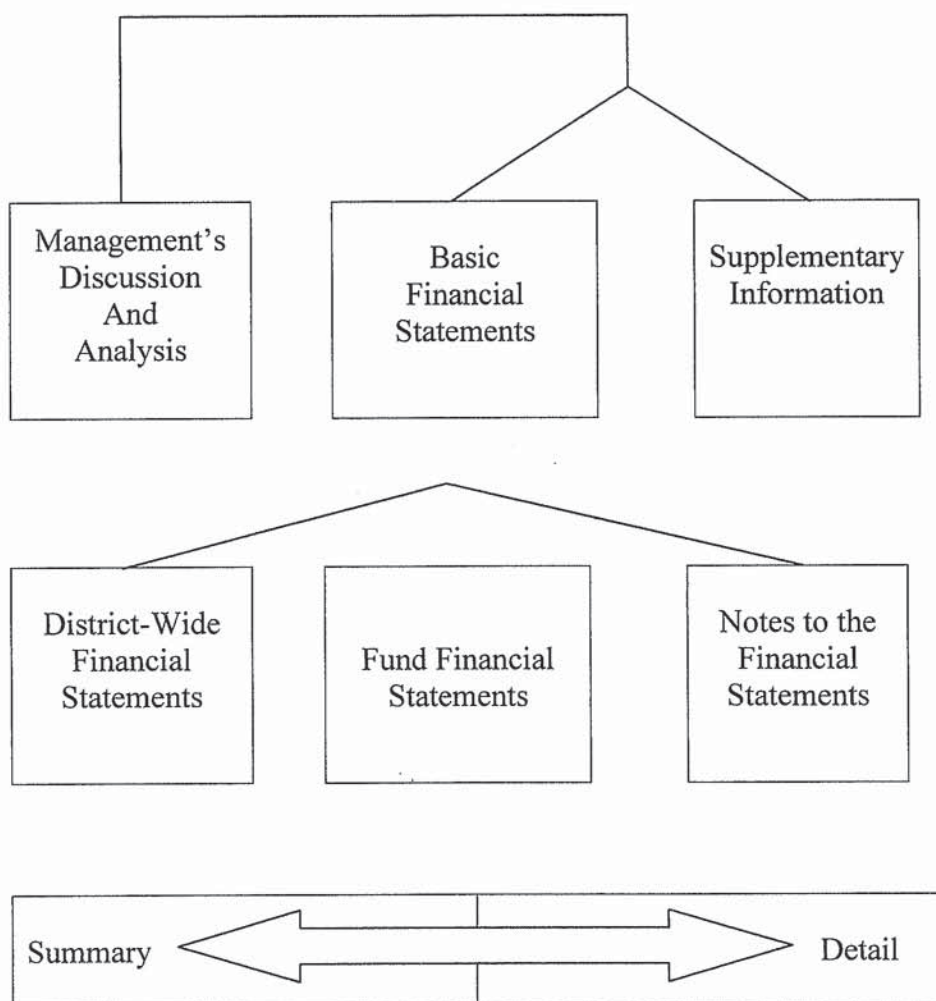 Management’s
Discussion
And
Analysis
Basic
Financial
Statements
Supplementary
Information
District-Wide
Financial
Statements
Fund Financial
Statements
Notes to the
Financial
Statements
Summary
Detail